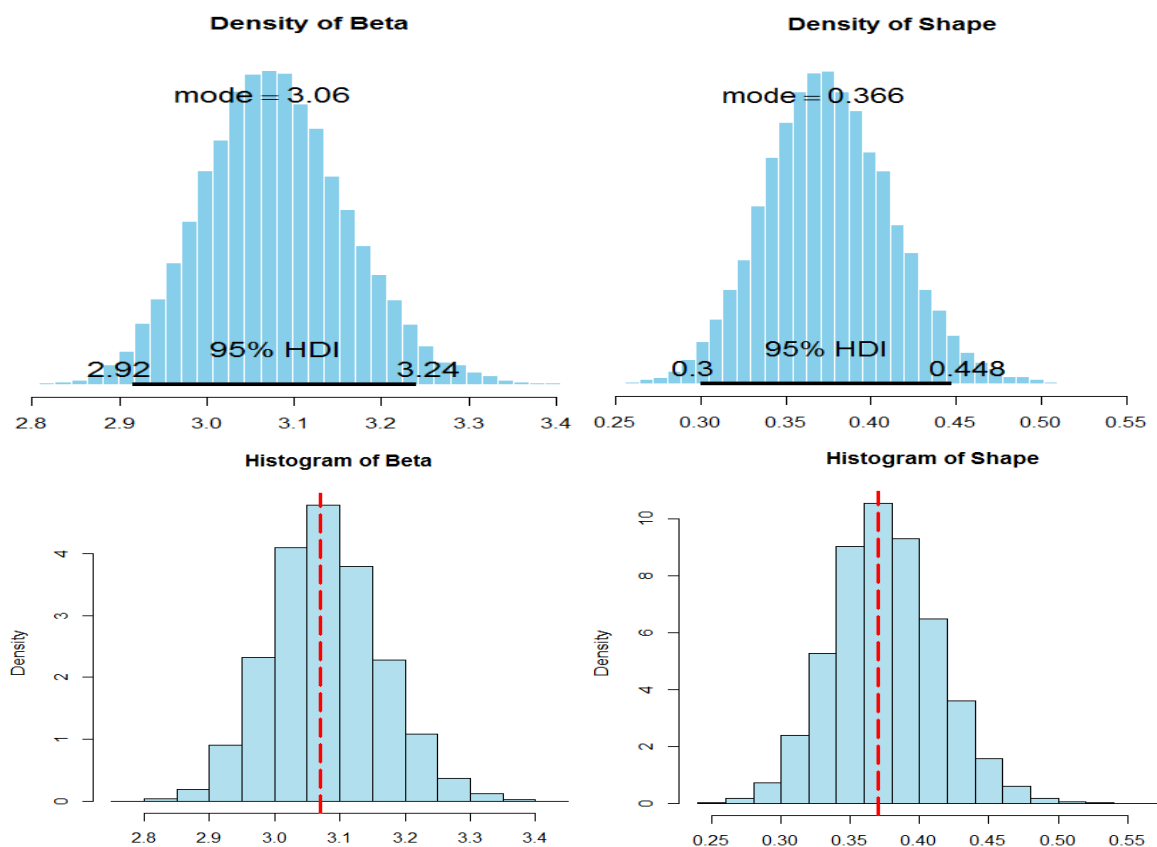 Density of Beta
mode = 3.06
95% HDI
2.92 3.24
2.8 2.9 3.0 3.1 3.2 3.3 3.4
Density of Shape
mode = 0.366
95% HDI
0.3 0.448
0.25 0.30 0.35 0.40 0.45 0.50 0.55
Histogram of Beta
Density
4
3
2
1
0
2.8 2.9 3.0 3.1 3.2 3.3 3.4
Histogram of Shape
Density
10
8
6
4
2
0
0.25 0.30 0.35 0.40 0.45 0.50 0.55